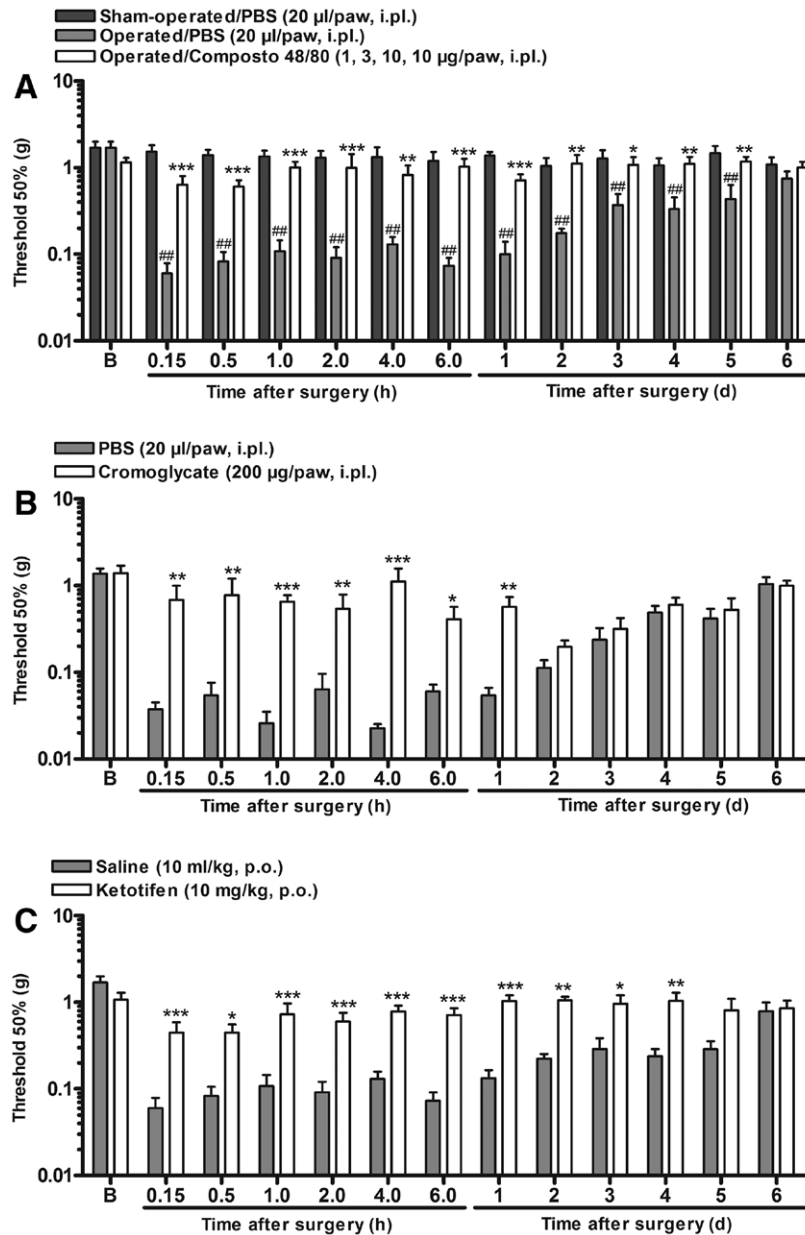 Sham-operated/PBS (20 µl/paw, i.pl.)
Operated/PBS (20 µl/paw, i.pl.)
Operated/Composto 48/80 (1, 3, 10, 10 µg/paw, i.pl.)
A
Threshold 50% (g)
10
1
0.1
0.01
*** *** *** *** ** *** *** ** * ** **
## ## ## ## ## ## ## ## ## ## ##
B 0.15 0.5 1.0 2.0 4.0 6.0 1 2 3 4 5 6
Time after surgery (h) Time after surgery (d)
PBS (20 µl/paw, i.pl.)
Cromoglycate (200 µg/paw, i.pl.)
B
Threshold 50% (g)
10
1
0.1
0.01
** ** *** ** *** * **
B 0.15 0.5 1.0 2.0 4.0 6.0 1 2 3 4 5 6
Time after surgery (h) Time after surgery (d)
Saline (10 ml/kg, p.o.)
Ketotifen (10 mg/kg, p.o.)
C
Threshold 50% (g)
10
1
0.1
0.01
*** * *** *** *** *** *** ** * **
B 0.15 0.5 1.0 2.0 4.0 6.0 1 2 3 4 5 6
Time after surgery (h) Time after surgery (d)